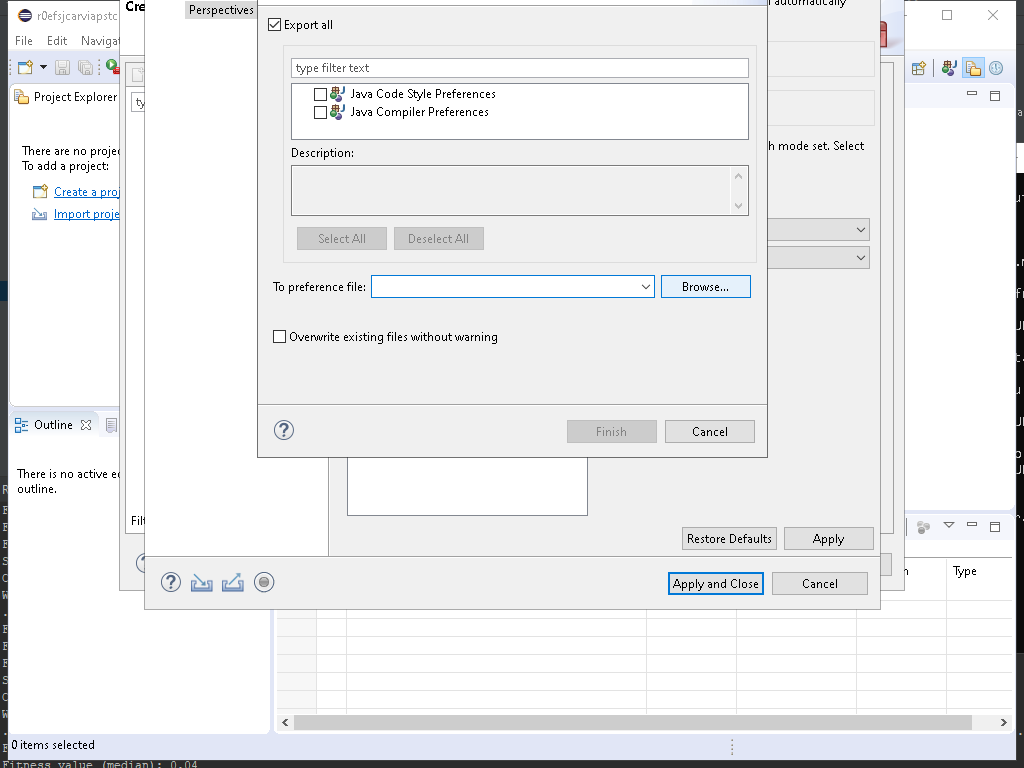 r0efsjcarviapstc
Cre
File Edit Navigat
Project Explorer
There are no projec
To add a project:
Create a proj
Import proje
Outline
There is no active ed
outline.
0 items selected
Fitness value (median): 0.04
ty
Filt
Perspectives
automatically
h mode set. Select
Restore Defaults
Apply
Apply and Close
Cancel
Export all
type filter text
Java Code Style Preferences
Java Compiler Preferences
Description:
Select All
Deselect All
To preference file:
Browse...
Overwrite existing files without warning
Finish
Cancel
Type